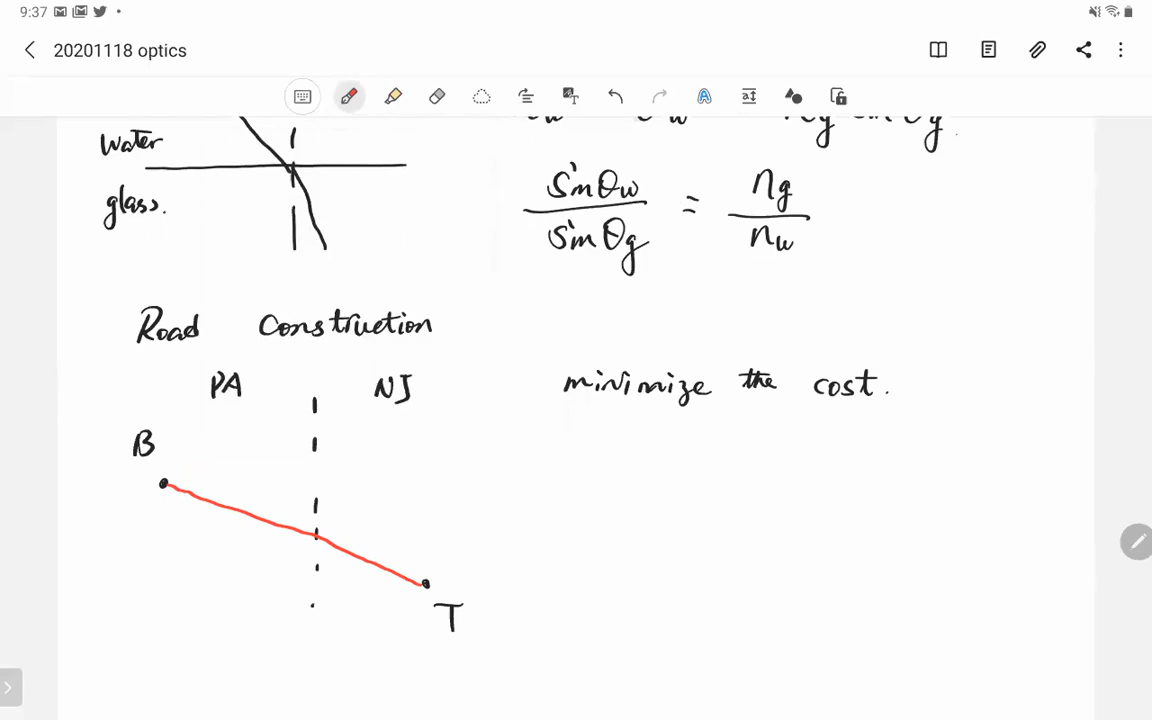 9:37
20201118 optics
Water
glass.
sinθw / sinθg = ng / nw
Road Construction
PA NJ
minimize the cost.
B
T